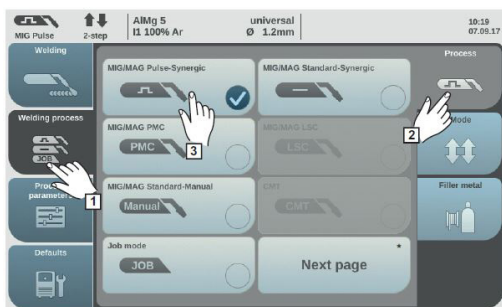 MIG Pulse
2-step
AlMg 5
I1 100% Ar
universal
Ø 1.2mm
10:19
07.09.17
Welding
Welding process
JOB
1
Process
parameters
Defaults
MIG/MAG Pulse-Synergic
3
MIG/MAG Standard-Synergic
MIG/MAG PMC
PMC
MIG/MAG LSC
LSC
MIG/MAG Standard-Manual
Manual
CMT
CMT
Job mode
JOB
Next page
Process
2
Mode
Filler metal